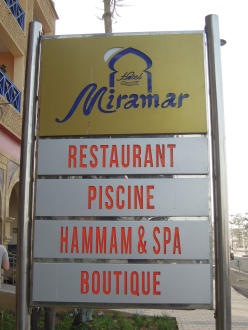 Hotel
Miramar
RESTAURANT
PISCINE
HAMMAM & SPA
BOUTIQUE